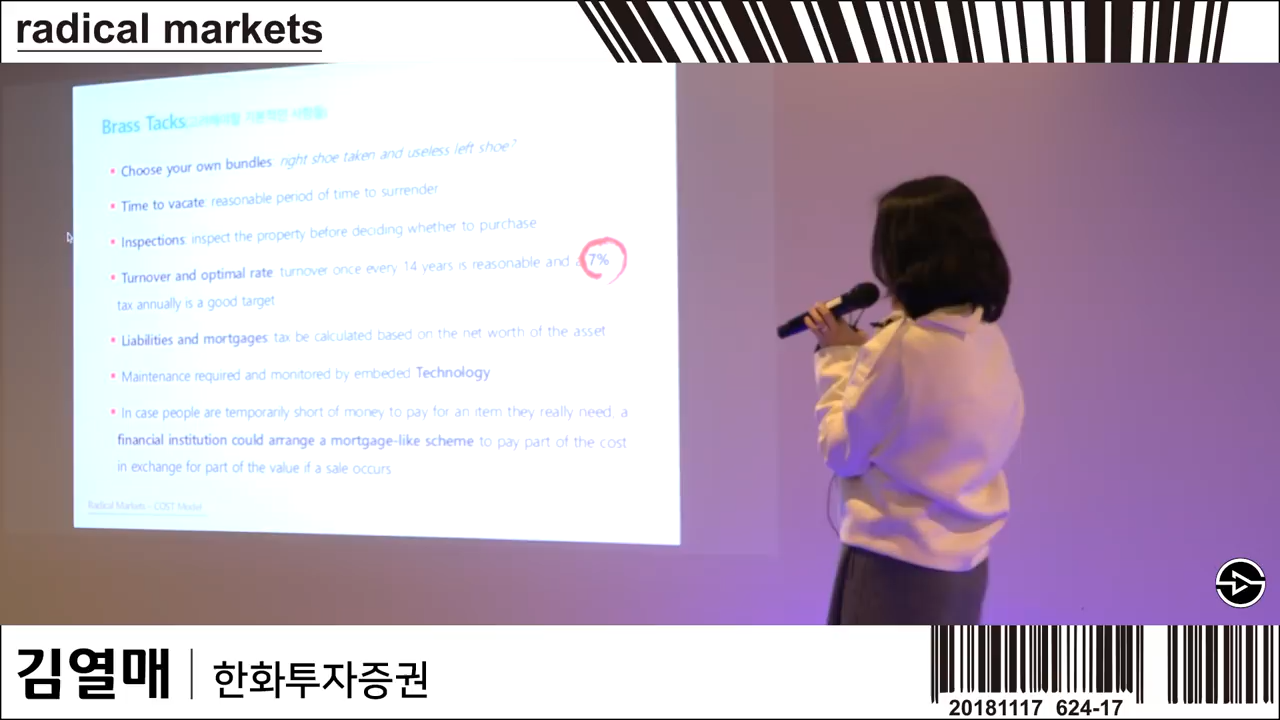 radical markets
Brass Tacks
• Choose your own bundles: right shoe taken and useless left shoe?
• Time to vacate: reasonable period of time to surrender
• Inspections: inspect the property before deciding whether to purchase
• Turnover and optimal rate: turnover once every 14 years is reasonable and a 7%
tax annually is a good target
• Liabilities and mortgages: tax be calculated based on the net worth of the asset
• Maintenance required and monitored by embeded Technology
• In case people are temporarily short of money to pay for an item they really need, a
financial institution could arrange a mortgage-like scheme to pay part of the cost
in exchange for part of the value if a sale occurs
Radical Markets - COST Model
김열매 | 한화투자증권
20181117 624-17